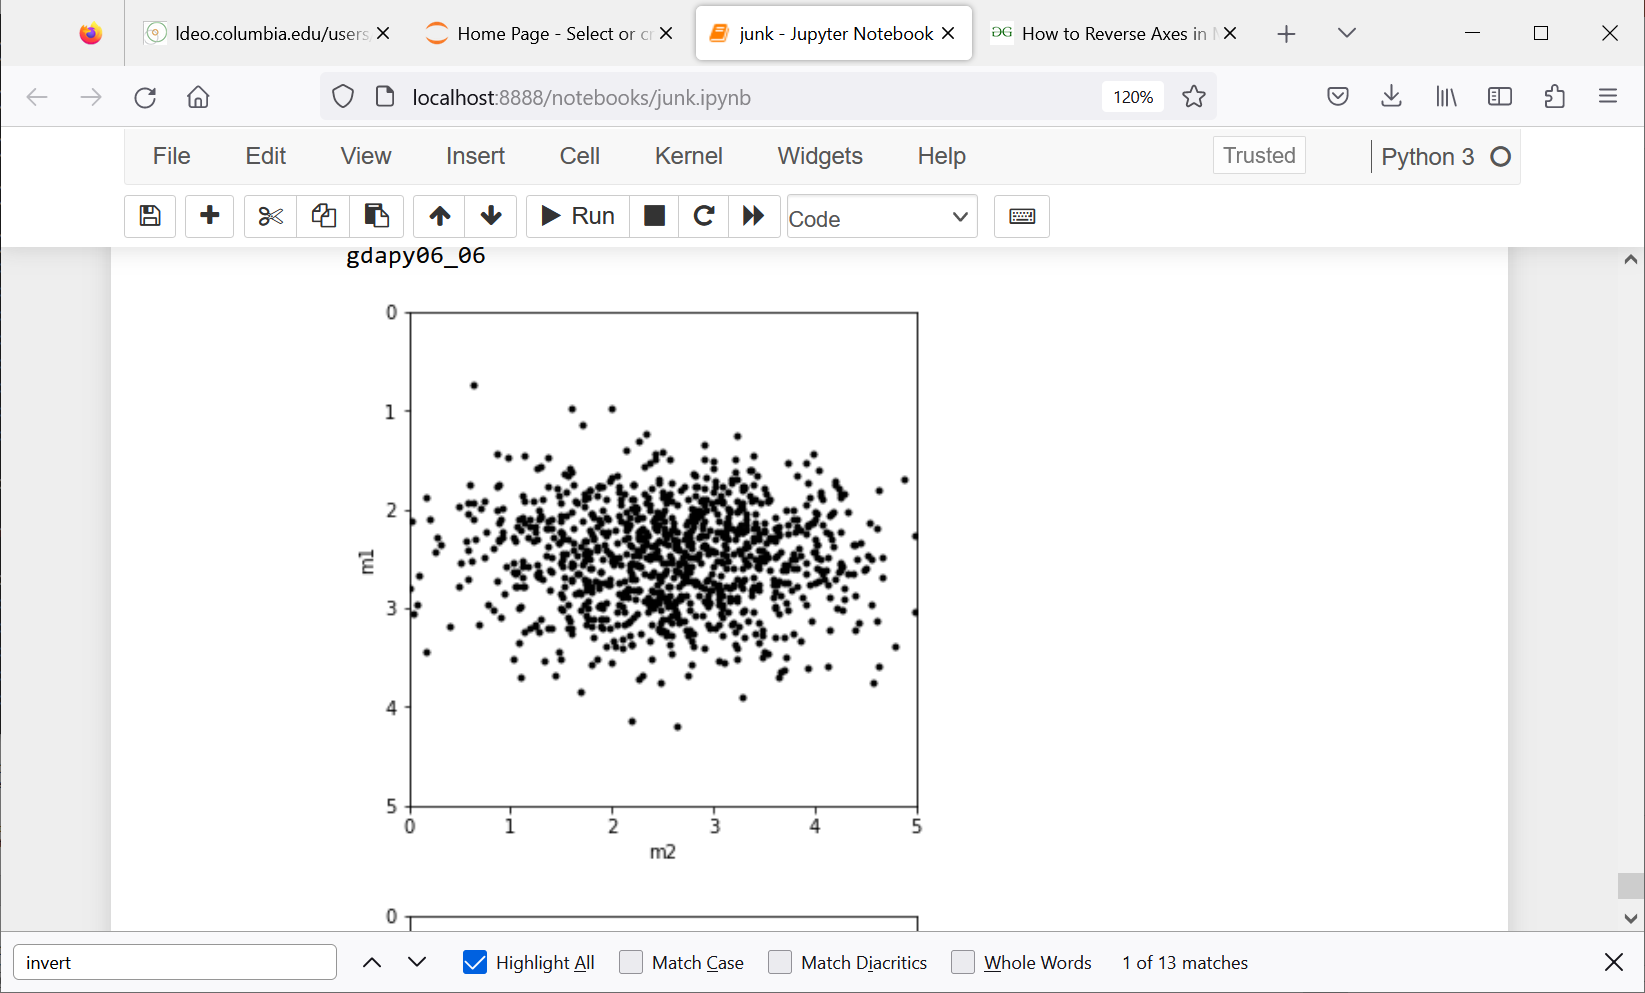 ldeo.columbia.edu/users
Home Page - Select or cr
junk - Jupyter Notebook
How to Reverse Axes in
localhost:8888/notebooks/junk.ipynb
120%
File Edit View Insert Cell Kernel Widgets Help
Trusted
Python 3
Run
Code
gdapy06_06
0
1
2
3
4
5
m1
0 1 2 3 4 5
m2
0
invert
Highlight All
Match Case
Match Diacritics
Whole Words
1 of 13 matches